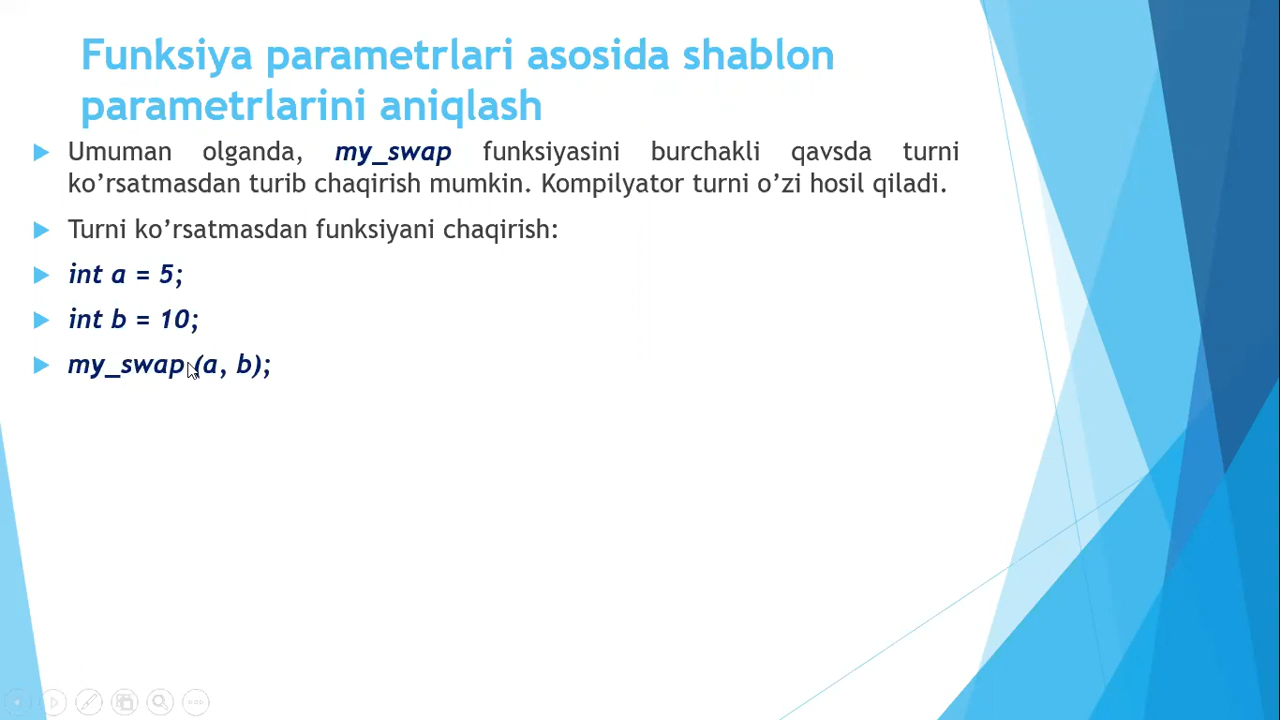 Funksiya parametrlari asosida shablon
parametrlarini aniqlash
Umuman olganda, my_swap funksiyasini burchakli qavsda turni
ko’rsatmasdan turib chaqirish mumkin. Kompilyator turni o’zi hosil qiladi.
Turni ko’rsatmasdan funksiyani chaqirish:
int a = 5;
int b = 10;
my_swap (a, b);